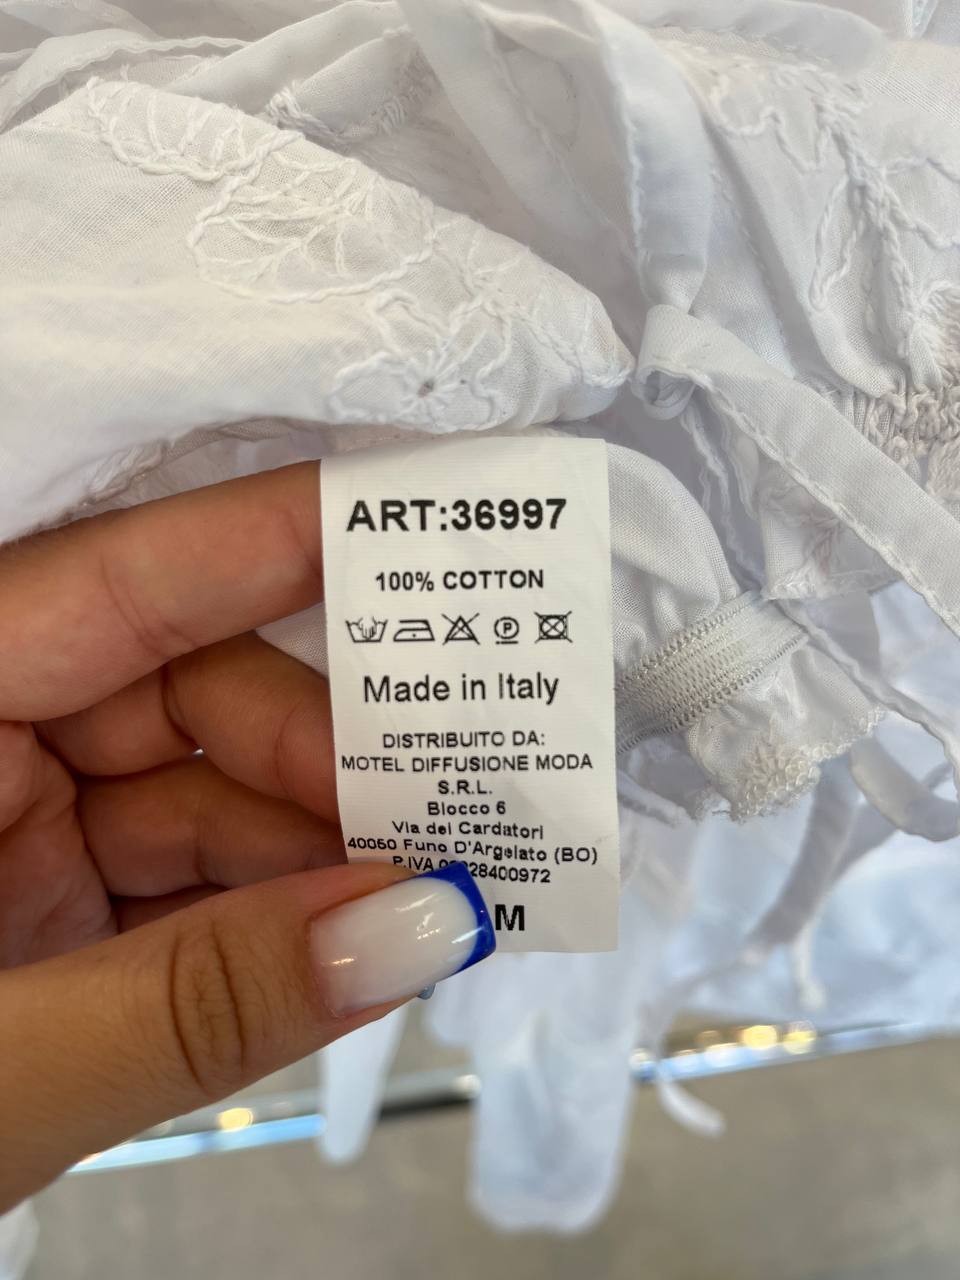 ART:36997
100% COTTON
P
Made in Italy
DISTRIBUITO DA:
MOTEL DIFFUSIONE MODA
S.R.L.
Blocco 6
Via dei Cardatori
40050 Funo D'Argelato (BO)
P.IVA
M